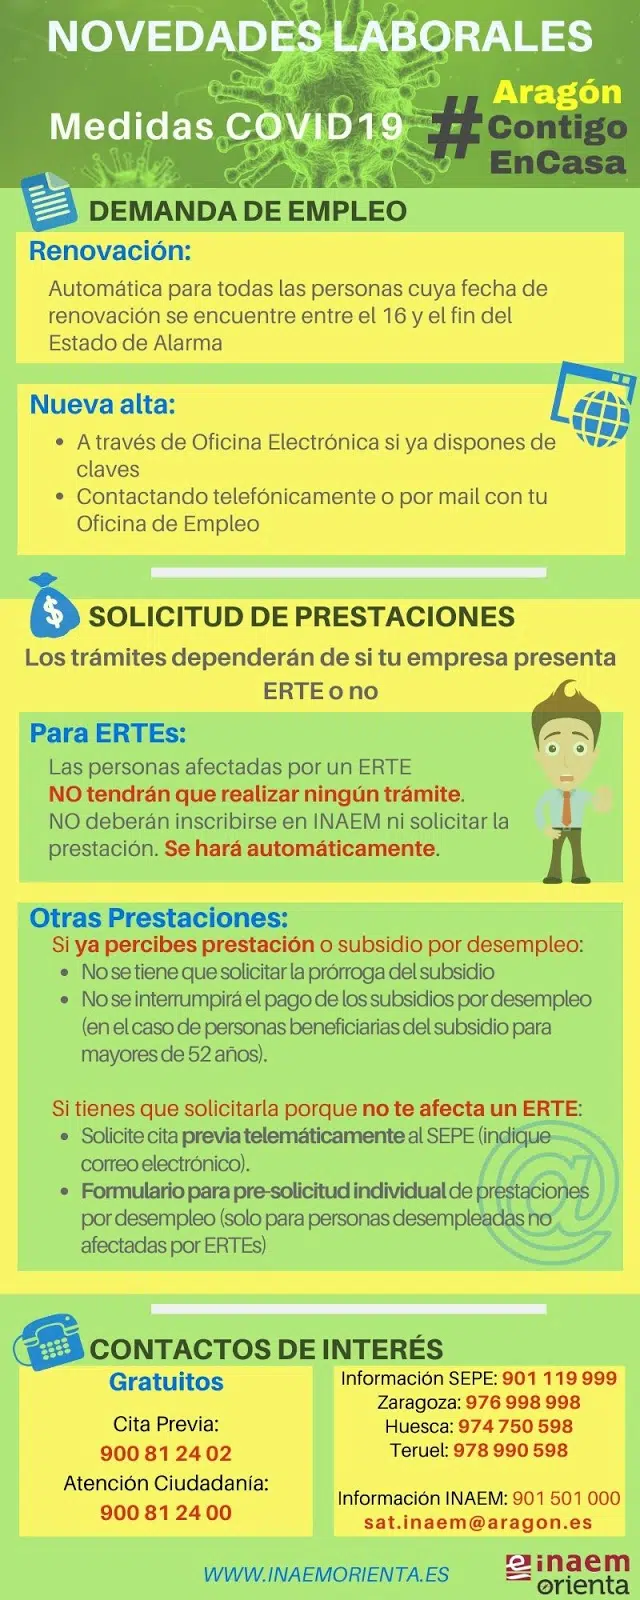 NOVEDADES LABORALES
Medidas COVID19
#Aragón
Contigo
EnCasa
DEMANDA DE EMPLEO
Renovación:
Automática para todas las personas cuya fecha de
renovación se encuentre entre el 16 y el fin del
Estado de Alarma
Nueva alta:
• A través de Oficina Electrónica si ya dispones de
claves
• Contactando telefónicamente o por mail con tu
Oficina de Empleo
$
SOLICITUD DE PRESTACIONES
Los trámites dependerán de si tu empresa presenta
ERTE o no
Para ERTEs:
Las personas afectadas por un ERTE
NO tendrán que realizar ningún trámite.
NO deberán inscribirse en INAEM ni solicitar la
prestación. Se hará automáticamente.
Otras Prestaciones:
Si ya percibes prestación o subsidio por desempleo:
• No se tiene que solicitar la prórroga del subsidio
• No se interrumpirá el pago de los subsidios por desempleo
(en el caso de personas beneficiarias del subsidio para
mayores de 52 años).
Si tienes que solicitarla porque no te afecta un ERTE:
• Solicite cita previa telemáticamente al SEPE (indique
correo electrónico).
• Formulario para pre-solicitud individual de prestaciones
por desempleo (solo para personas desempleadas no
afectadas por ERTEs)
@
CONTACTOS DE INTERÉS
Gratuitos
Cita Previa:
900 81 24 02
Atención Ciudadanía:
900 81 24 00
Información SEPE: 901 119 999
Zaragoza: 976 998 998
Huesca: 974 750 598
Teruel: 978 990 598
Información INAEM: 901 501 000
sat.inaem@aragon.es
WWW.INAEMORIENTA.ES
inaem
orienta